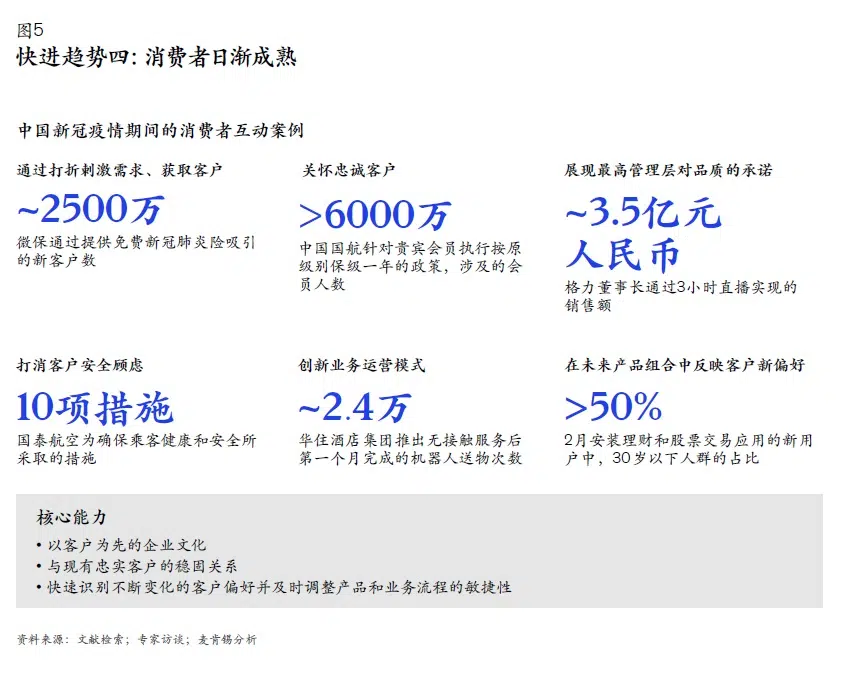 图5
快进趋势四：消费者日渐成熟
中国新冠疫情期间的消费者互动案例
通过打折刺激需求、获取客户
~2500万
微保通过提供免费新冠肺炎险吸引
的新客户数
关怀忠诚客户
>6000万
中国国航针对贵宾会员执行按原
级别保级一年的政策，涉及的会
员人数
展现最高管理层对品质的承诺
~3.5亿元
人民币
格力董事长通过3小时直播实现的
销售额
打消客户安全顾虑
10项措施
国泰航空为确保乘客健康和安全所
采取的措施
创新业务运营模式
~2.4万
华住酒店集团推出无接触服务后
第一个月完成的机器人送物次数
在未来产品组合中反映客户新偏好
>50%
2月安装理财和股票交易应用的新用
户中，30岁以下人群的占比
核心能力
• 以客户为先的企业文化
• 与现有忠实客户的稳固关系
• 快速识别不断变化的客户偏好并及时调整产品和业务流程的敏捷性
资料来源：文献检索；专家访谈；麦肯锡分析